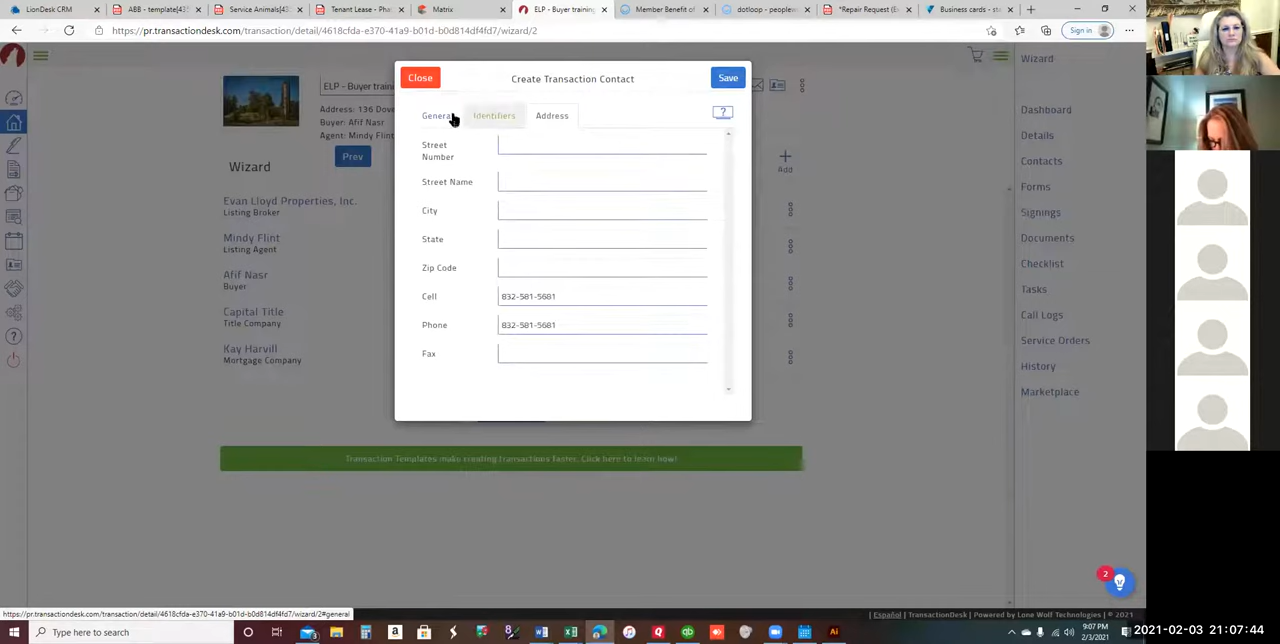 LionDesk CRM
ABB - template[435
Service Animals[435
Tenant Lease - Pha
Matrix
ELP - Buyer training
Member Benefit of
dotloop - peoplew
*Repair Request (E
Business cards - st
https://pr.transactiondesk.com/transaction/detail/4618cfda-e370-41a9-b01d-b0d814df4fd7/wizard/2
Sign in
ELP - Buyer traini
Address: 136 Dove
Buyer: Afif Nasr
Agent: Mindy Flint
Prev
Wizard
Evan Lloyd Properties, Inc.
Listing Broker
Mindy Flint
Listing Agent
Afif Nasr
Buyer
Capital Title
Title Company
Kay Harvill
Mortgage Company
Close
Create Transaction Contact
Save
General
Identifiers
Address
?
Street Number
Street Name
City
State
Zip Code
Cell
832-581-5681
Phone
832-581-5681
Fax
Add
Transaction Templates make creating transactions faster. Click here to learn how!
Wizard
Dashboard
Details
Contacts
Forms
Signings
Documents
Checklist
Tasks
Call Logs
Service Orders
History
Marketplace
2
https://pr.transactiondesk.com/transaction/detail/4618cfda-e370-41a9-b01d-b0d814df4fd7/wizard/2#general
| Español | TransactionDesk | Powered by Lone Wolf Technologies | © 2021
Type here to search
9:07 PM
2/3/2021
2021-02-03 21:07:44